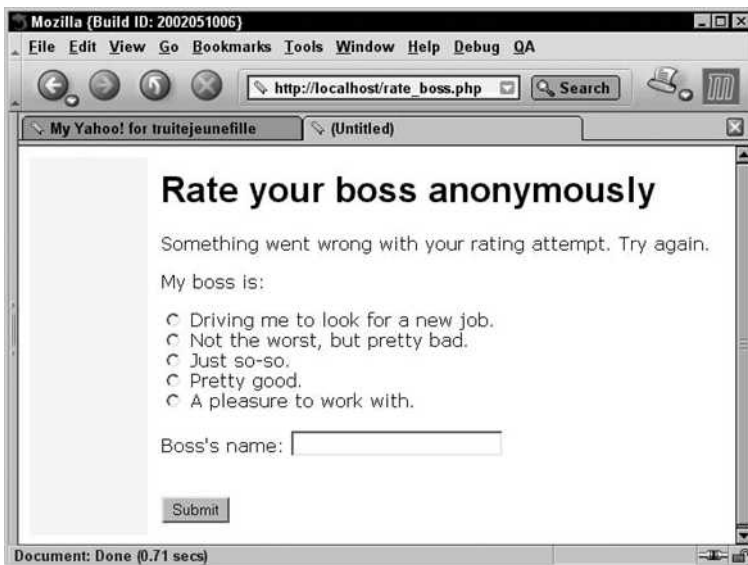 Mozilla {Build ID: 2002051006}
File Edit View Go Bookmarks Tools Window Help Debug QA
http://localhost/rate_boss.php Search
My Yahoo! for truitejeunefille (Untitled)
Rate your boss anonymously
Something went wrong with your rating attempt. Try again.
My boss is:
Driving me to look for a new job.
Not the worst, but pretty bad.
Just so-so.
Pretty good.
A pleasure to work with.
Boss's name:
Submit
Document: Done (0.71 secs)